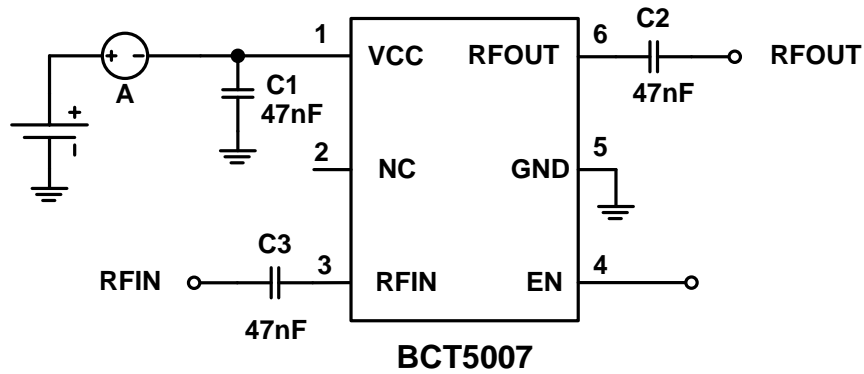 C2
1 6
VCC RFOUT RFOUT
+ - A
C1
47nF 47nF
+
-
2 5
NC GND
C3
3 4
RFIN RFIN EN
47nF
BCT5007